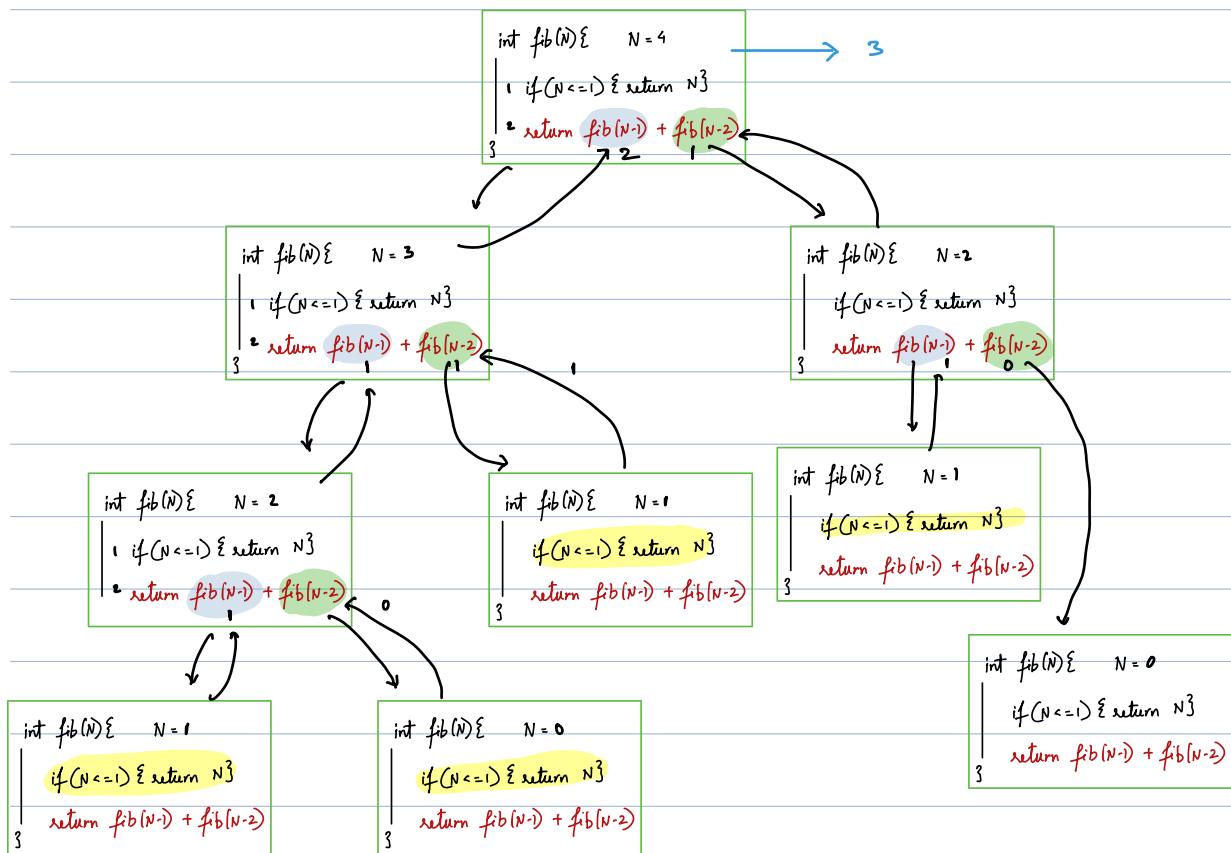 int fib(N){ N = 4
→ 3
1 if(N<=1){ return N}
2 return fib(N-1) + fib(N-2)
} 2 1
int fib(N){ N = 3
1 if(N<=1){ return N}
2 return fib(N-1) + fib(N-2)
} 1 1
1
int fib(N){ N = 2
if(N<=1){ return N}
return fib(N-1) + fib(N-2)
} 1 0
int fib(N){ N = 2
1 if(N<=1){ return N}
2 return fib(N-1) + fib(N-2)
1
0
}
int fib(N){ N = 1
if(N<=1){ return N}
return fib(N-1) + fib(N-2)
}
int fib(N){ N = 1
if(N<=1){ return N}
return fib(N-1) + fib(N-2)
}
int fib(N){ N = 0
if(N<=1){ return N}
return fib(N-1) + fib(N-2)
}
int fib(N){ N = 1
if(N<=1){ return N}
return fib(N-1) + fib(N-2)
}
int fib(N){ N = 0
if(N<=1){ return N}
return fib(N-1) + fib(N-2)
}